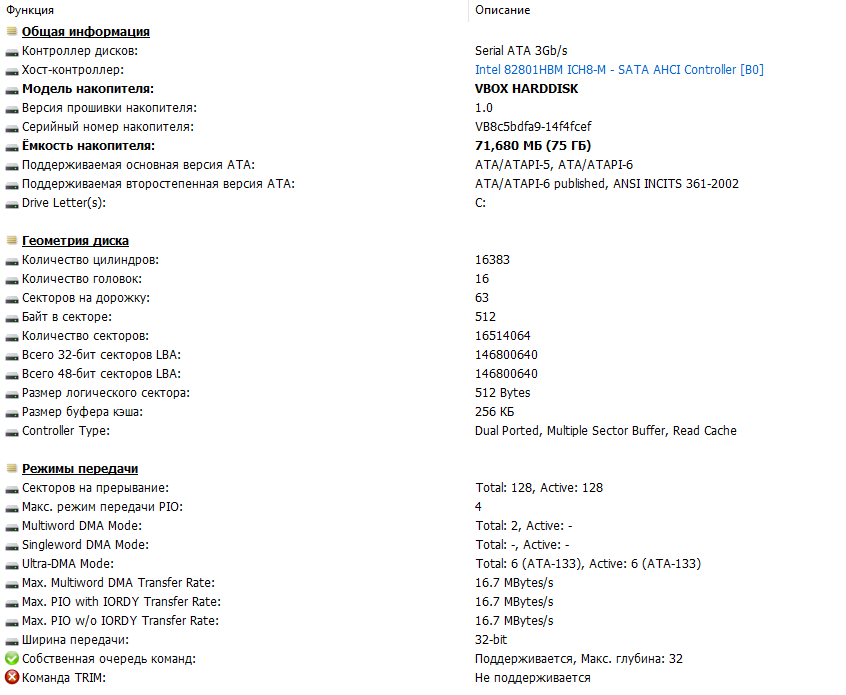 Функция Описание
Общая информация
Контроллер дисков: Serial ATA 3Gb/s
Хост-контроллер: Intel 82801HBM ICH8-M - SATA AHCI Controller [B0]
Модель накопителя: VBOX HARDDISK
Версия прошивки накопителя: 1.0
Серийный номер накопителя: VB8c5bdfa9-14f4fcef
Ёмкость накопителя: 71,680 МБ (75 ГБ)
Поддерживаемая основная версия ATA: ATA/ATAPI-5, ATA/ATAPI-6
Поддерживаемая второстепенная версия ATA: ATA/ATAPI-6 published, ANSI INCITS 361-2002
Drive Letter(s): C:
Геометрия диска
Количество цилиндров: 16383
Количество головок: 16
Секторов на дорожку: 63
Байт в секторе: 512
Количество секторов: 16514064
Всего 32-бит секторов LBA: 146800640
Всего 48-бит секторов LBA: 146800640
Размер логического сектора: 512 Bytes
Размер буфера кэша: 256 КБ
Controller Type: Dual Ported, Multiple Sector Buffer, Read Cache
Режимы передачи
Секторов на прерывание: Total: 128, Active: 128
Макс. режим передачи PIO: 4
Multiword DMA Mode: Total: 2, Active: -
Singleword DMA Mode: Total: -, Active: -
Ultra-DMA Mode: Total: 6 (ATA-133), Active: 6 (ATA-133)
Max. Multiword DMA Transfer Rate: 16.7 MBytes/s
Max. PIO with IORDY Transfer Rate: 16.7 MBytes/s
Max. PIO w/o IORDY Transfer Rate: 16.7 MBytes/s
Ширина передачи: 32-bit
Собственная очередь команд: Поддерживается, Макс. глубина: 32
Команда TRIM: Не поддерживается